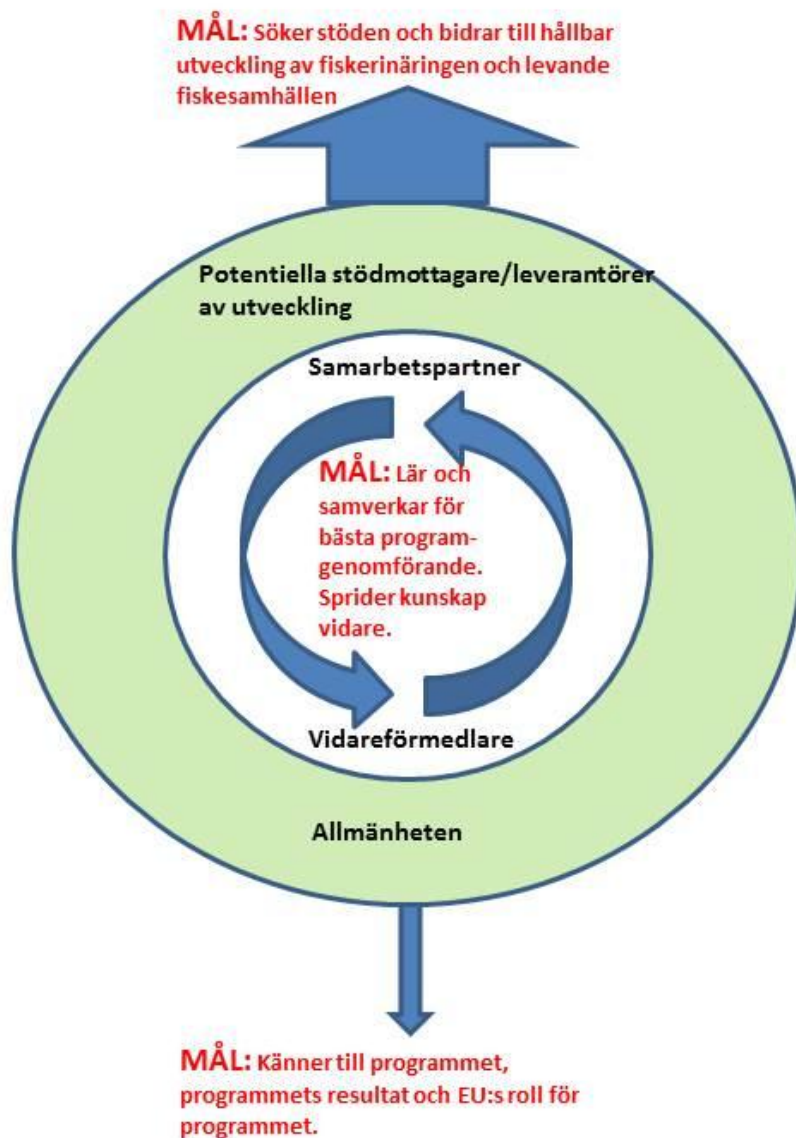 MÅL: Söker stöden och bidrar till hållbar
utveckling av fiskerinäringen och levande
fiskesamhällen
Potentiella stödmottagare/leverantörer
av utveckling
Samarbetspartner
MÅL: Lär och
samverkar för
bästa program-
genomförande.
Sprider kunskap
vidare.
Vidareförmedlare
Allmänheten
MÅL: Känner till programmet,
programmets resultat och EU:s roll för
programmet.